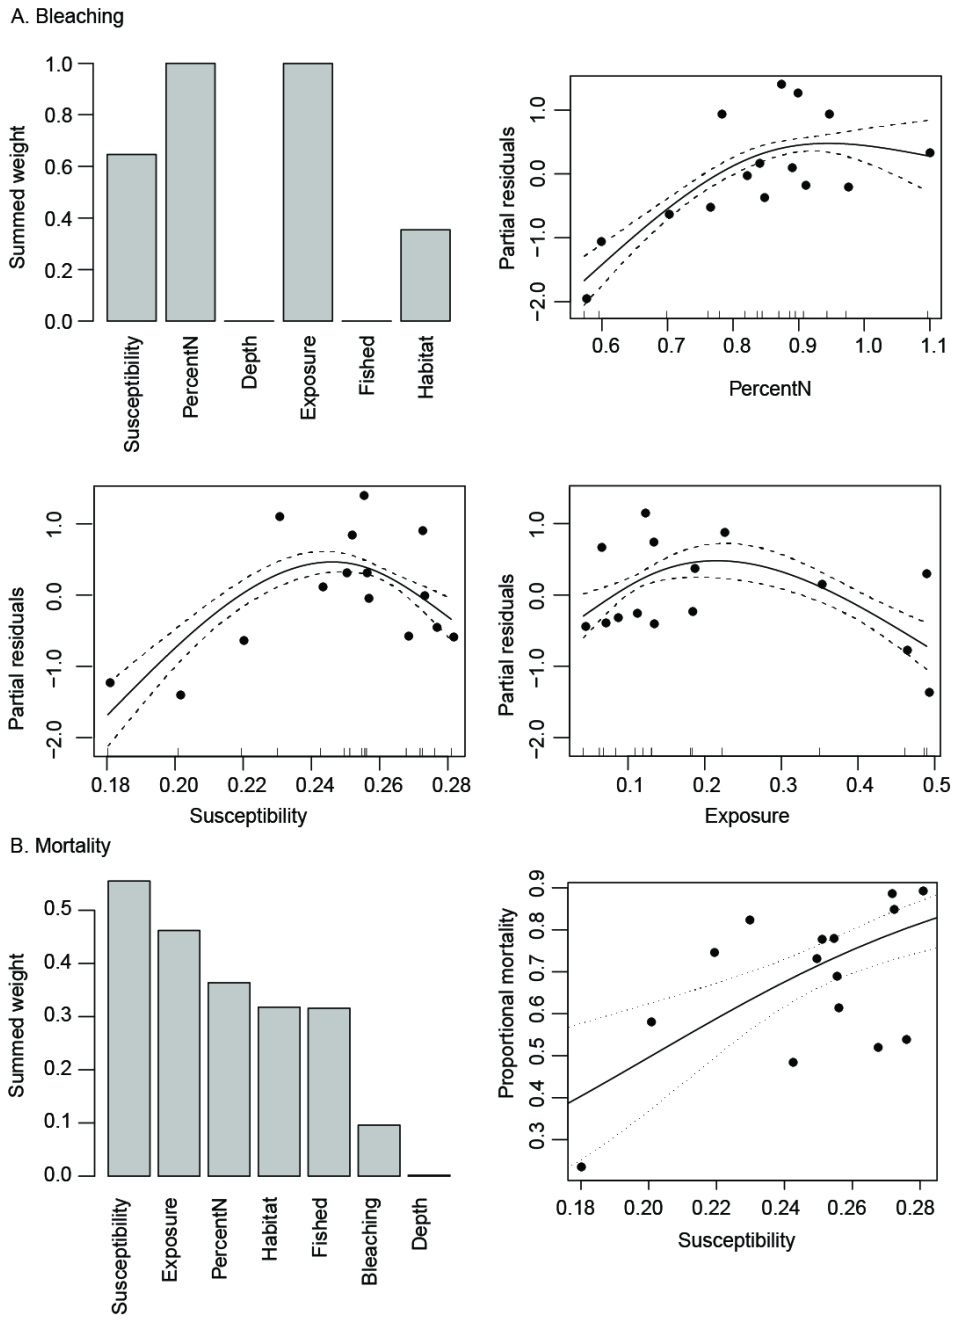 A. Bleaching
Summed weight
1.0
0.8
0.6
0.4
0.2
0.0
Susceptibility
PercentN
Depth
Exposure
Fished
Habitat
Partial residuals
1.0
0.0
−1.0
−2.0
0.6 0.7 0.8 0.9 1.0 1.1
PercentN
Partial residuals
1.0
0.0
−1.0
−2.0
0.18 0.20 0.22 0.24 0.26 0.28
Susceptibility
Partial residuals
1.0
0.0
−1.0
−2.0
0.1 0.2 0.3 0.4 0.5
Exposure
B. Mortality
Summed weight
0.5
0.4
0.3
0.2
0.1
0.0
Susceptibility
Exposure
PercentN
Habitat
Fished
Bleaching
Depth
Proportional mortality
0.9
0.8
0.7
0.6
0.5
0.4
0.3
0.18 0.20 0.22 0.24 0.26 0.28
Susceptibility